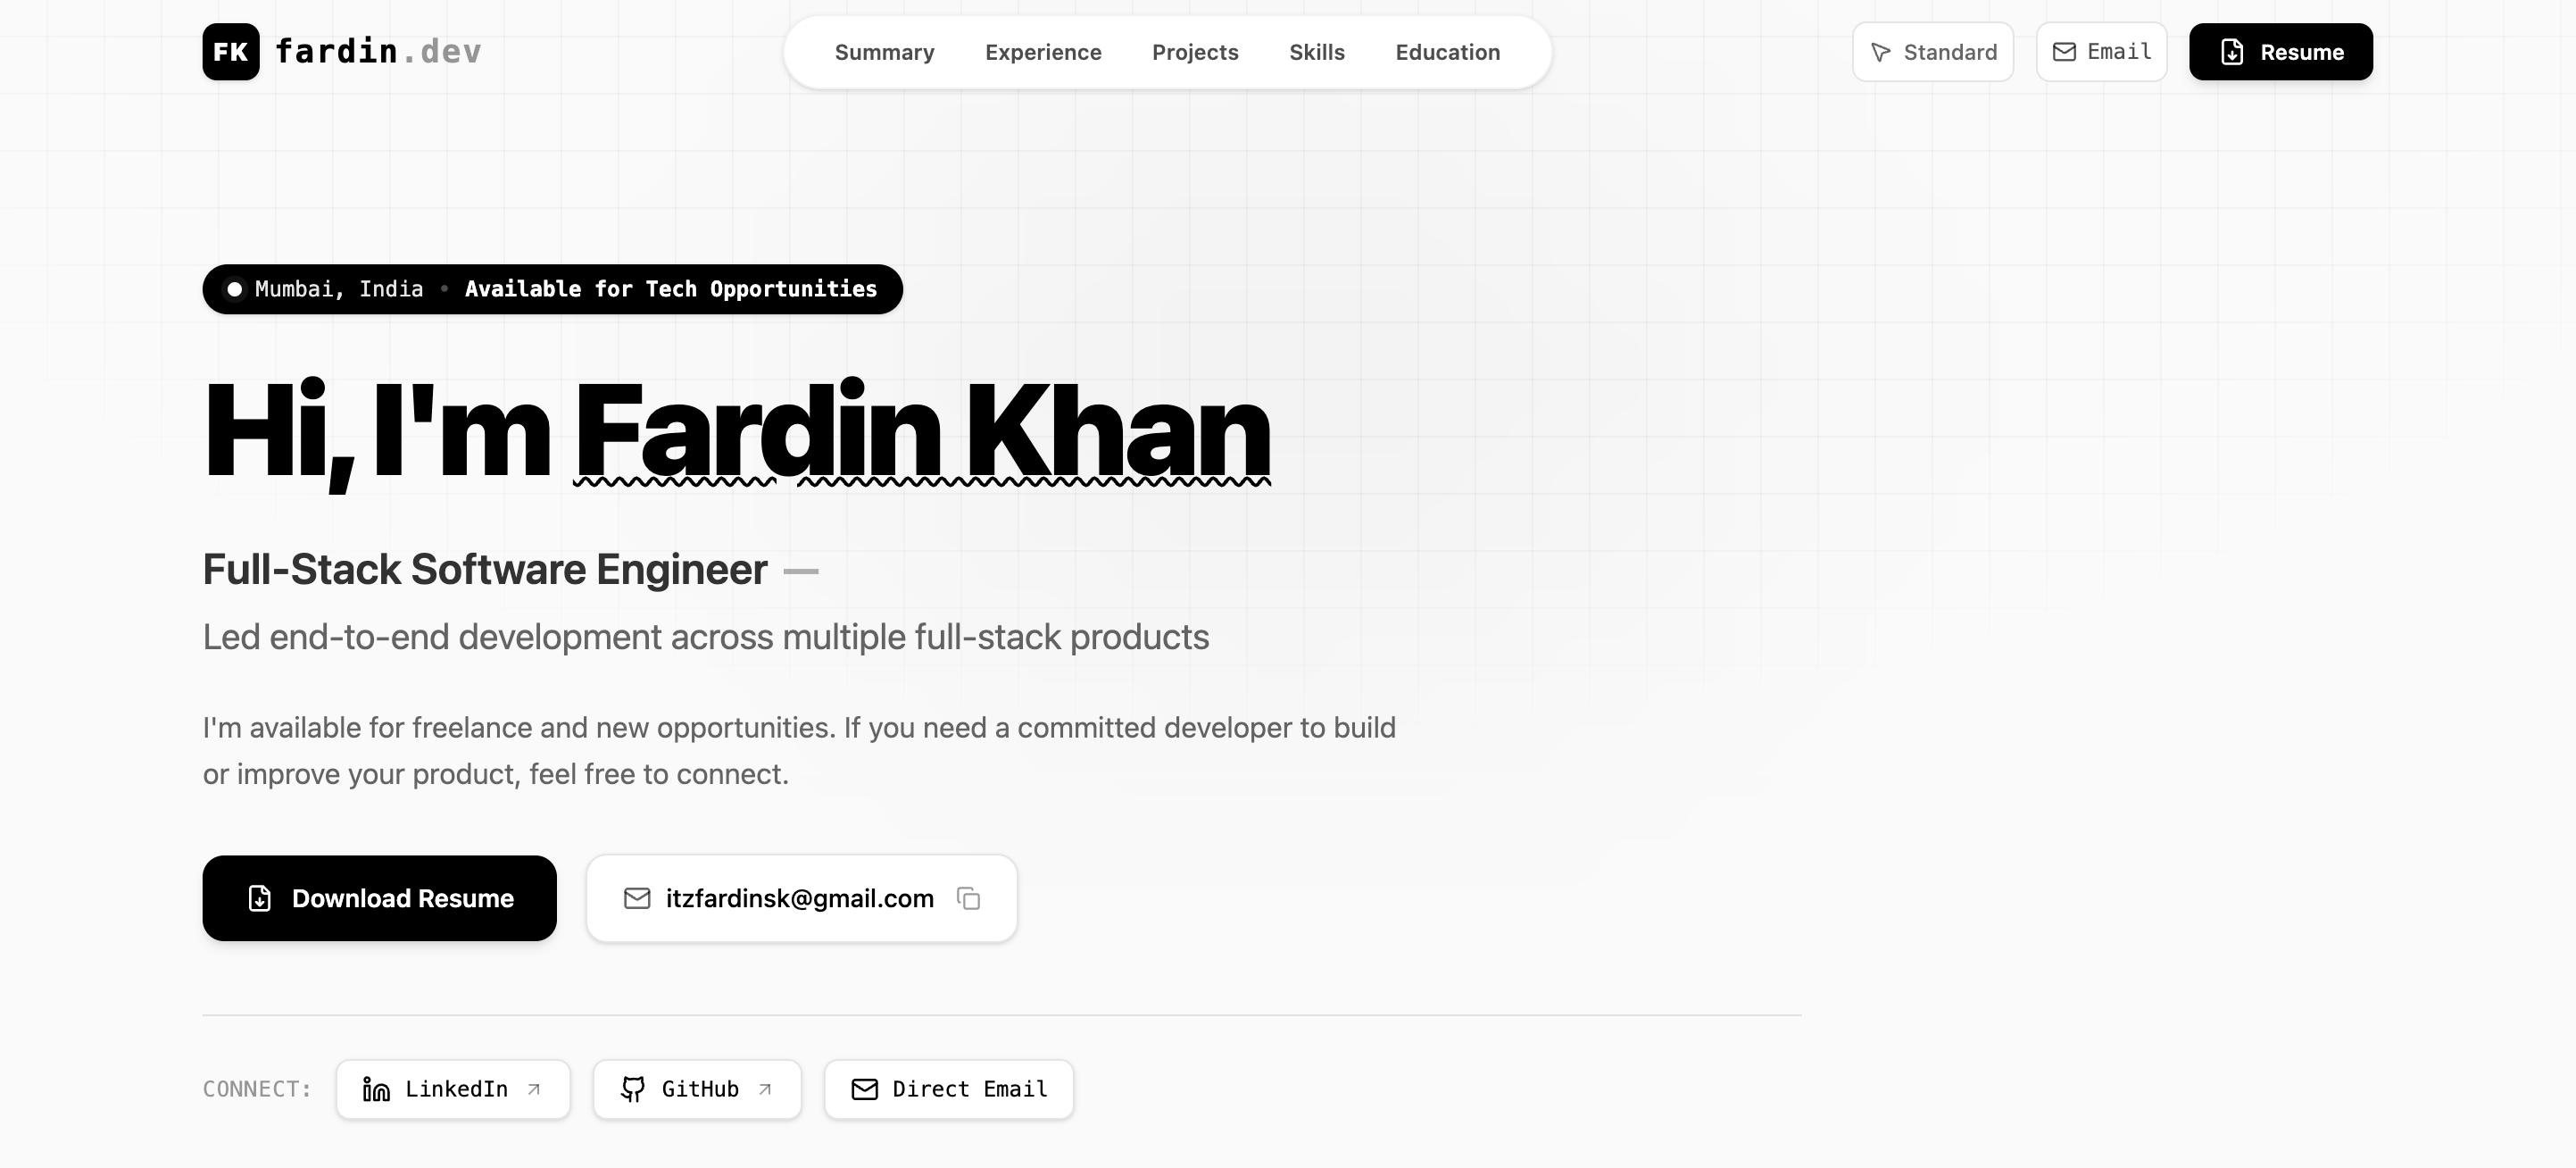 FK fardin.dev
Summary Experience Projects Skills Education
Standard Email Resume
Mumbai, India • Available for Tech Opportunities
Hi, I'm Fardin Khan
Full-Stack Software Engineer —
Led end-to-end development across multiple full-stack products
I'm available for freelance and new opportunities. If you need a committed developer to build
or improve your product, feel free to connect.
Download Resume itzfardinsk@gmail.com
CONNECT: LinkedIn GitHub Direct Email